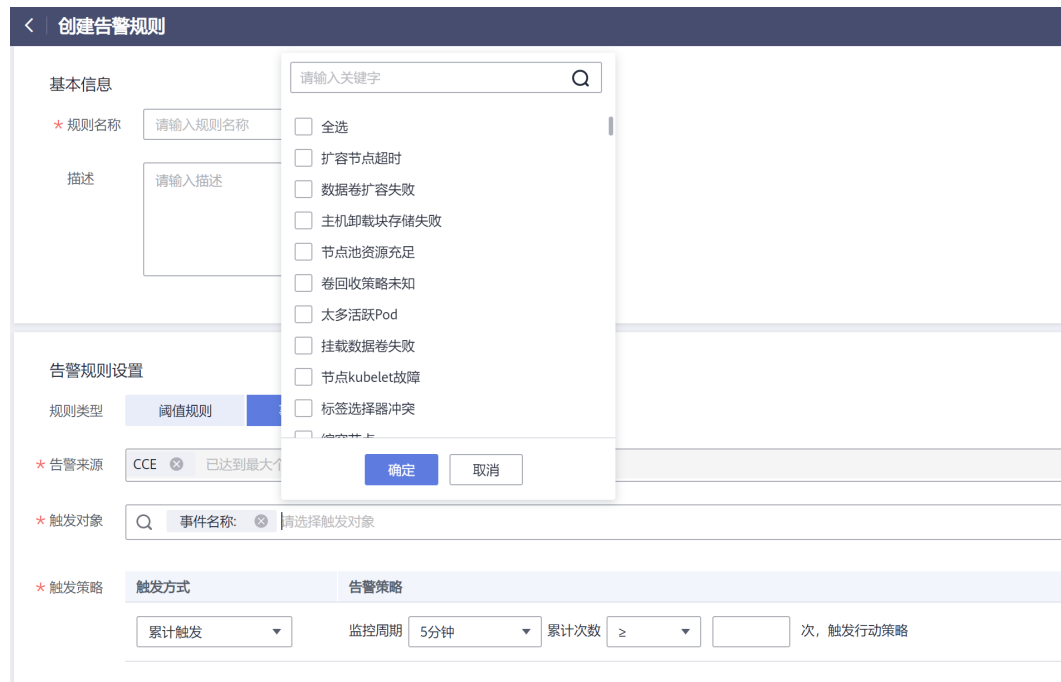 创建告警规则
基本信息
* 规则名称 请输入规则名称
描述 请输入描述
请输入关键字
全选
扩容节点超时
数据卷扩容失败
主机卸载块存储失败
节点池资源充足
卷回收策略未知
太多活跃Pod
挂载数据卷失败
节点kubelet故障
标签选择器冲突
确定 取消
告警规则设置
规则类型 阈值规则
* 告警来源 CCE 已达到最大个
* 触发对象 事件名称: 请选择触发对象
* 触发策略 触发方式 告警策略
累计触发 监控周期 5分钟 累计次数 ≥ 次，触发行动策略